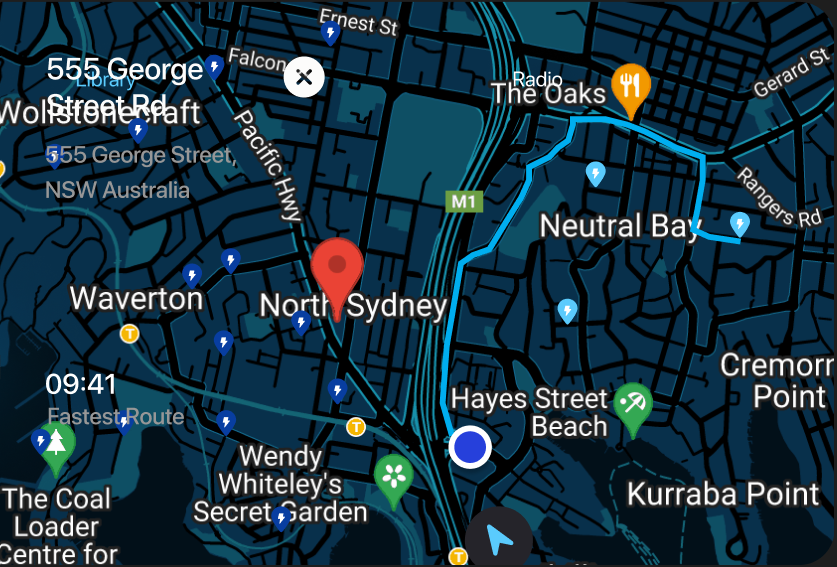 Ernest St
Falcon
555 George
Street Rd
Library
Radio
The Oaks
Gerard St
Wollstonecraft
555 George Street,
NSW Australia
Pacific Hwy
M1
Rangers Rd
Neutral Bay
Waverton
North Sydney
T
09:41
Fastest Route
Cremorn
Point
Hayes Street
Beach
T
Wendy
Whiteley's
Secret Garden
Kurraba Point
The Coal
Loader
Centre for
T